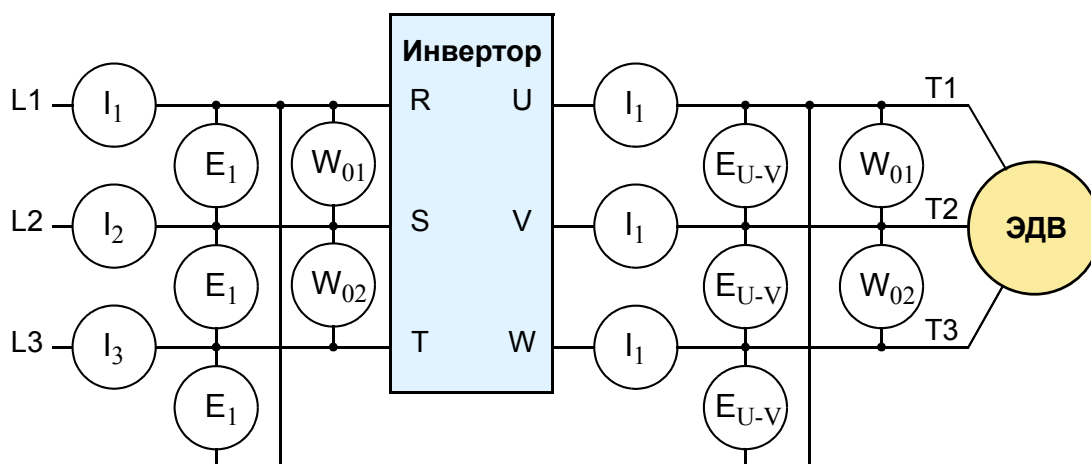 Инвертор
L1 I1 R U I1 T1
E1 W01 EU-V W01
L2 I2 S V I1 T2 ЭДВ
E1 W02 EU-V W02
L3 I3 T W I1 T3
E1 EU-V